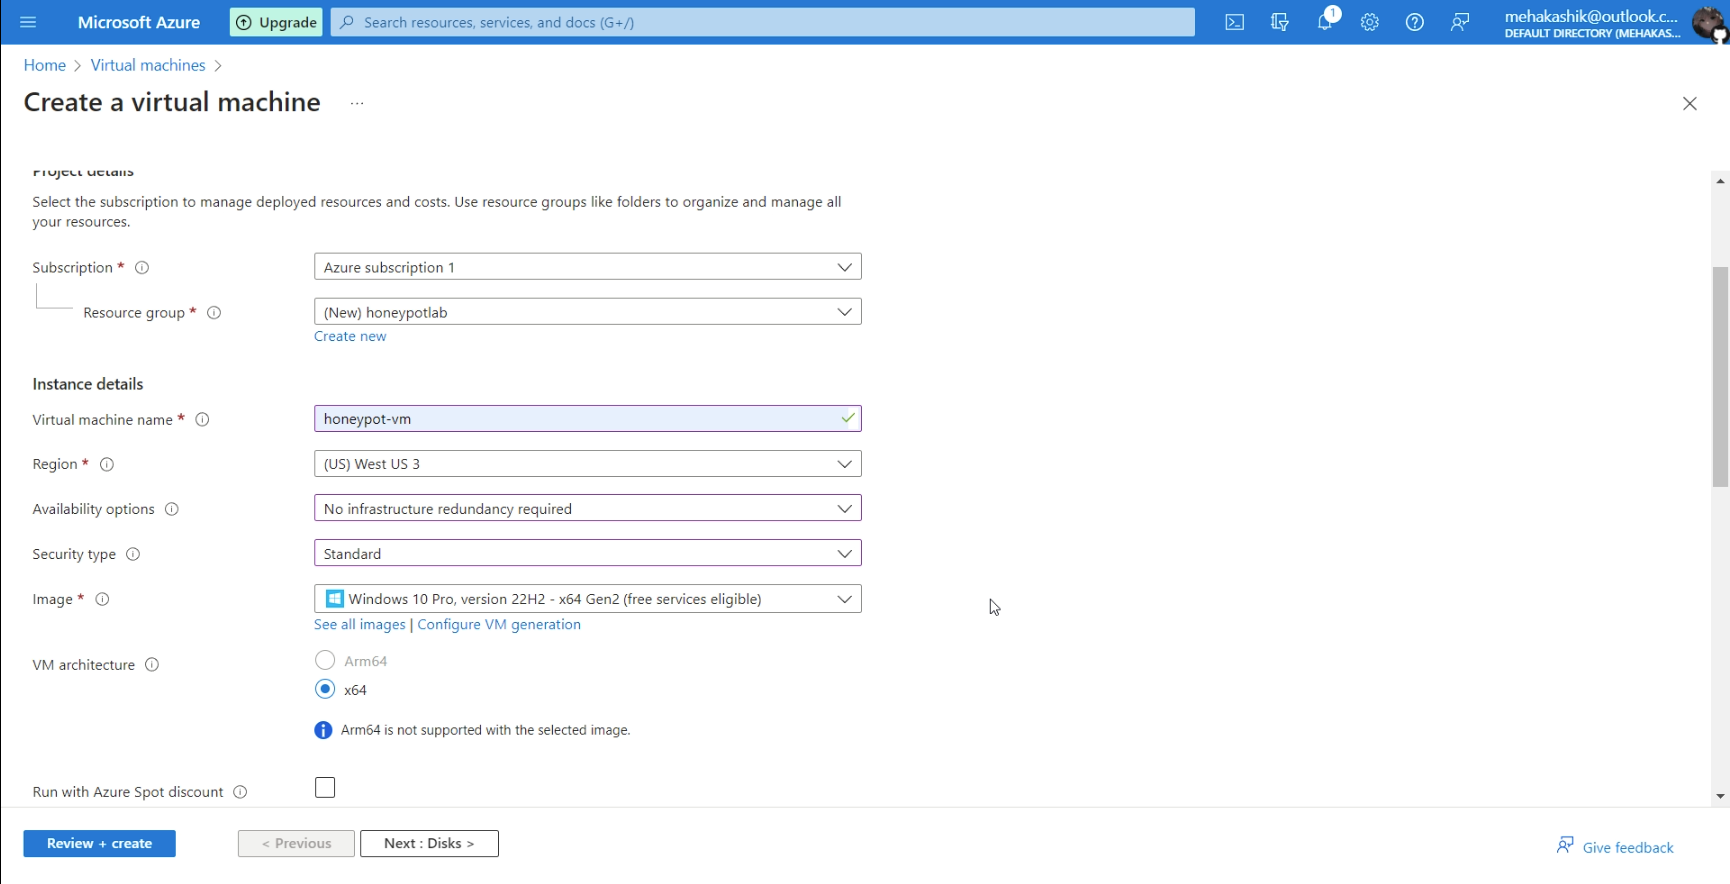 Microsoft Azure
Upgrade
Search resources, services, and docs (G+/)
1
mehakashik@outlook.c...
DEFAULT DIRECTORY (MEHAKAS...
Home > Virtual machines >
Create a virtual machine ...
Project details
Select the subscription to manage deployed resources and costs. Use resource groups like folders to organize and manage all
your resources.
Subscription *
Azure subscription 1
Resource group *
(New) honeypotlab
Create new
Instance details
Virtual machine name *
honeypot-vm
Region *
(US) West US 3
Availability options
No infrastructure redundancy required
Security type
Standard
Image *
Windows 10 Pro, version 22H2 - x64 Gen2 (free services eligible)
See all images | Configure VM generation
VM architecture
Arm64
x64
Arm64 is not supported with the selected image.
Run with Azure Spot discount
Review + create
< Previous
Next : Disks >
Give feedback